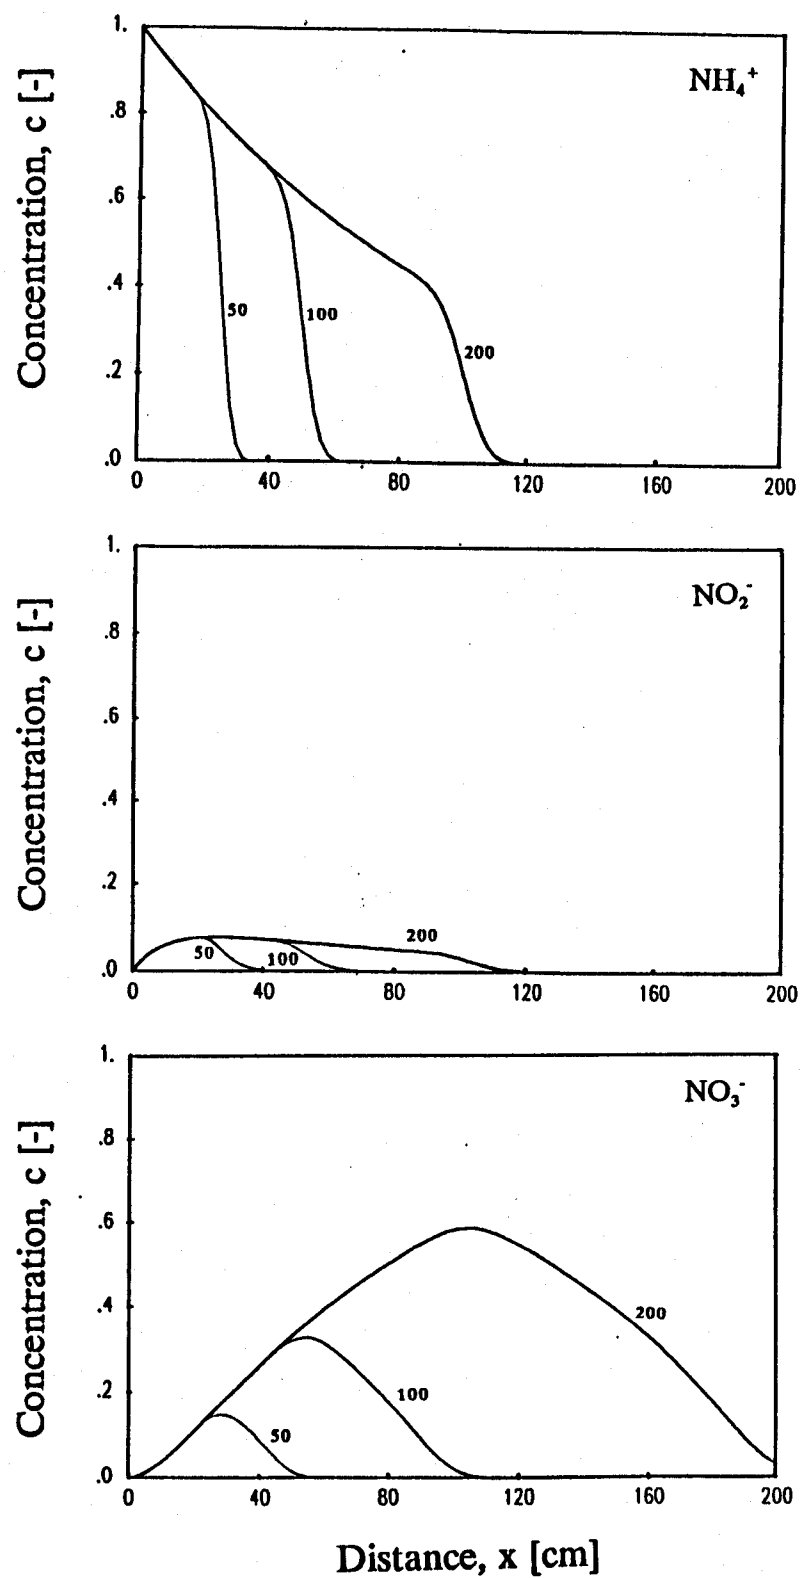 1.
.8
.6
.4
.2
.0
Concentration, c [-]
NH₄⁺
50
100
200
0 40 80 120 160 200
1.
.8
.6
.4
.2
.0
Concentration, c [-]
NO₂⁻
50
100
200
0 40 80 120 160 200
1.
.8
.6
.4
.2
.0
Concentration, c [-]
NO₃⁻
50
100
200
0 40 80 120 160 200
Distance, x [cm]